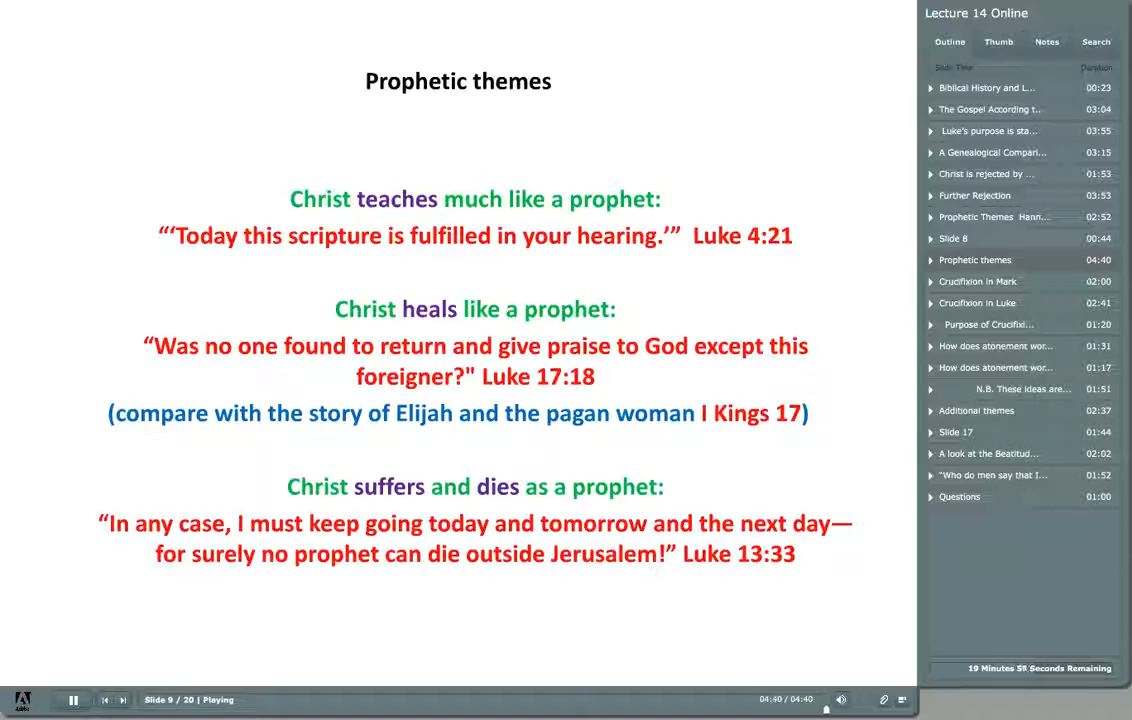 Prophetic themes
Christ teaches much like a prophet:
“‘Today this scripture is fulfilled in your hearing.’”  Luke 4:21
Christ heals like a prophet:
“Was no one found to return and give praise to God except this
foreigner?" Luke 17:18
(compare with the story of Elijah and the pagan woman I Kings 17)
Christ suffers and dies as a prophet:
“In any case, I must keep going today and tomorrow and the next day—
for surely no prophet can die outside Jerusalem!” Luke 13:33
Lecture 14 Online
Outline Thumb Notes Search
Slide Title Duration
Biblical History and L... 00:23
The Gospel According t... 03:04
Luke's purpose is sta... 03:55
A Genealogical Compari... 03:15
Christ is rejected by ... 01:53
Further Rejection 03:53
Prophetic Themes Hann... 02:52
Slide 8 00:44
Prophetic themes 04:40
Crucifixion in Mark 02:00
Crucifixion in Luke 02:41
Purpose of Crucifixi... 01:20
How does atonement wor... 01:31
How does atonement wor... 01:17
N.B. These ideas are... 01:51
Additional themes 02:37
Slide 17 01:44
A look at the Beatitud... 02:02
"Who do men say that I... 01:52
Questions 01:00
19 Minutes Seconds Remaining
Adobe
Slide 9 / 20 | Playing
04:40 / 04:40